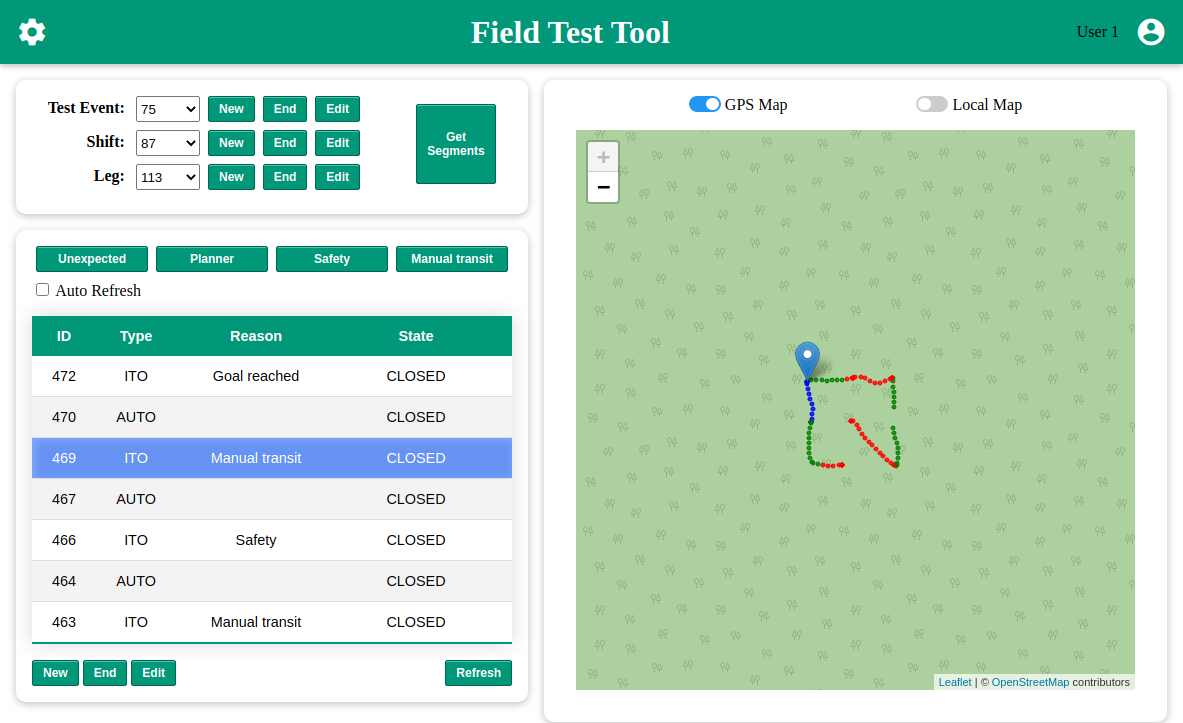 Field Test Tool
User 1
Test Event: 75 New End Edit
Shift: 87 New End Edit
Leg: 113 New End Edit
Get
Segments
Unexpected Planner Safety Manual transit
Auto Refresh
ID Type Reason State
472 ITO Goal reached CLOSED
470 AUTO CLOSED
469 ITO Manual transit CLOSED
467 AUTO CLOSED
466 ITO Safety CLOSED
464 AUTO CLOSED
463 ITO Manual transit CLOSED
New End Edit Refresh
GPS Map Local Map
+
−
Leaflet | © OpenStreetMap contributors